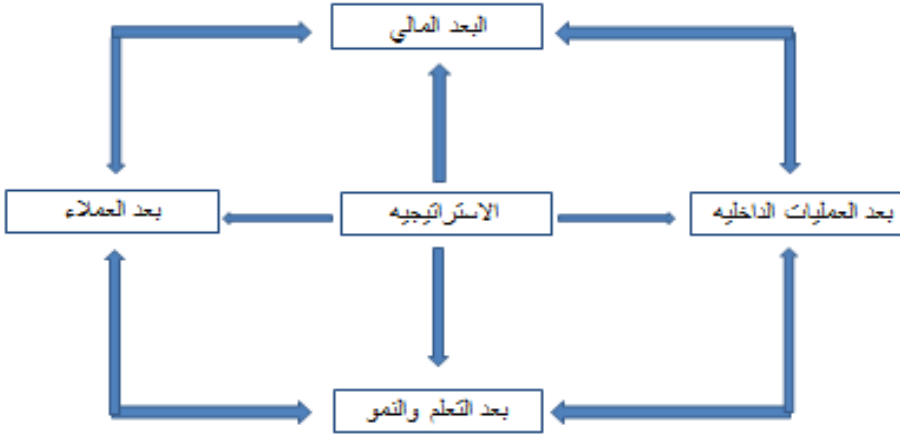 البعد المالي
بعد العمليات الداخليه
الاستراتيجيه
بعد العملاء
بعد التعلم والنمو